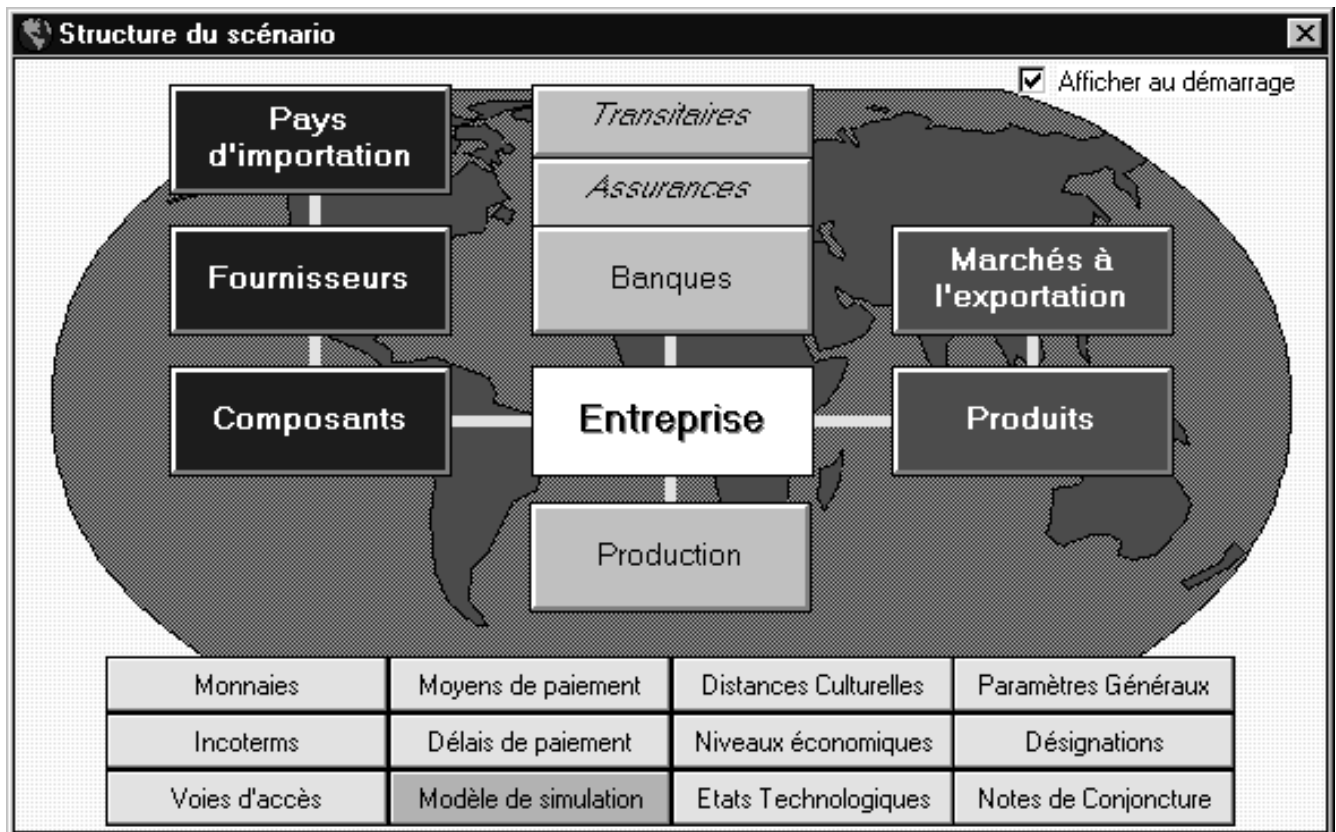 Structure du scénario
Afficher au démarrage
Pays
d'importation
Transitaires
Assurances
Fournisseurs
Banques
Marchés à
l'exportation
Composants
Entreprise
Produits
Production
Monnaies
Moyens de paiement
Distances Culturelles
Paramètres Généraux
Incoterms
Délais de paiement
Niveaux économiques
Désignations
Voies d'accès
Modèle de simulation
Etats Technologiques
Notes de Conjoncture